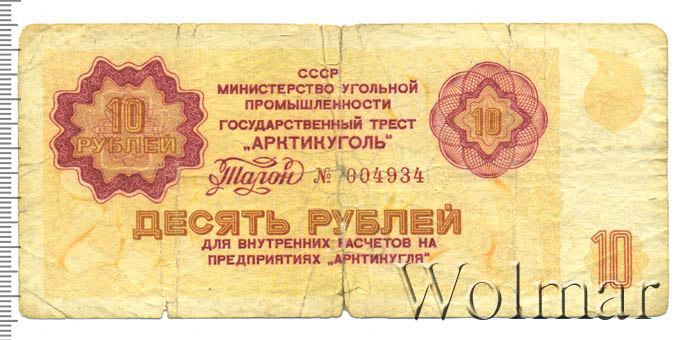 СССР
МИНИСТЕРСТВО УГОЛЬНОЙ
ПРОМЫШЛЕННОСТИ
ГОСУДАРСТВЕННЫЙ ТРЕСТ
„АРКТИКУГОЛЬ"
Талон № 004934
10
РУБЛЕЙ
10
ДЕСЯТЬ РУБЛЕЙ
ДЛЯ ВНУТРЕННИХ РАСЧЕТОВ НА
ПРЕДПРИЯТИЯХ „АРКТИКУГЛЯ"
10
Wolmar